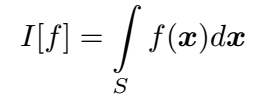 I[f] = ∫_S f(𝒙)d𝒙